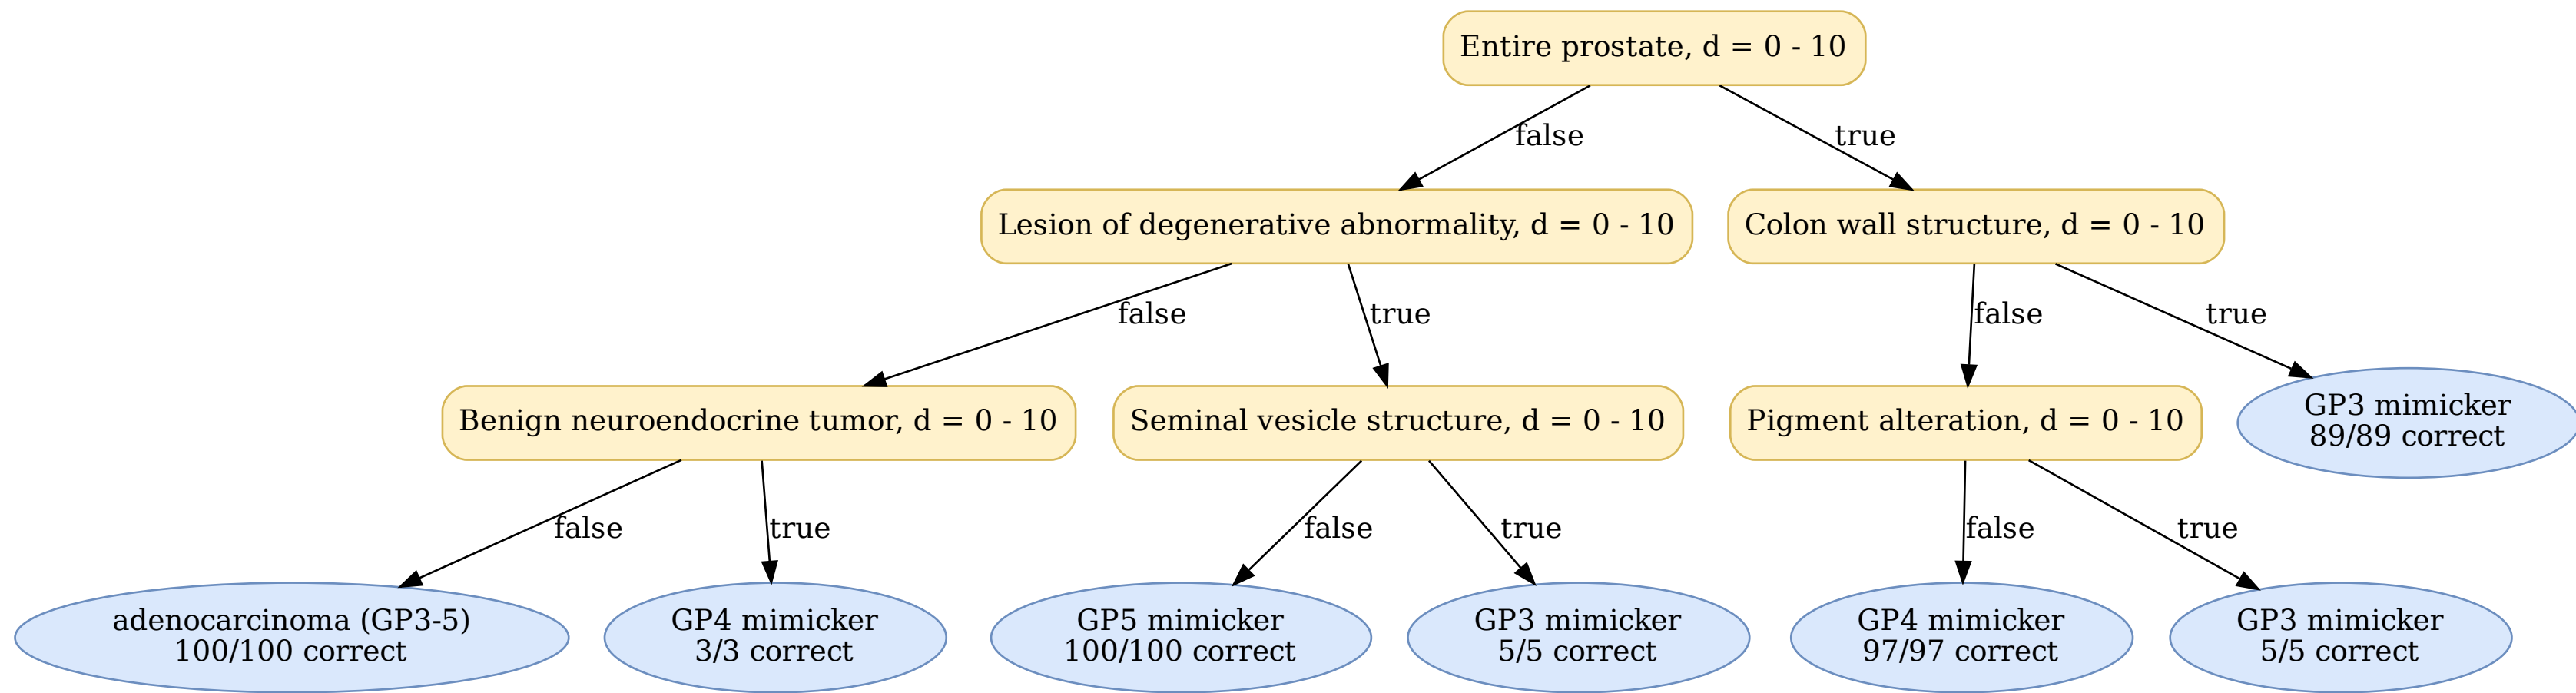 Entire prostate, d = 0 - 10
false
true
Lesion of degenerative abnormality, d = 0 - 10
Colon wall structure, d = 0 - 10
false
true
false
true
Benign neuroendocrine tumor, d = 0 - 10
Seminal vesicle structure, d = 0 - 10
Pigment alteration, d = 0 - 10
GP3 mimicker
89/89 correct
false
true
false
true
false
true
adenocarcinoma (GP3-5)
100/100 correct
GP4 mimicker
3/3 correct
GP5 mimicker
100/100 correct
GP3 mimicker
5/5 correct
GP4 mimicker
97/97 correct
GP3 mimicker
5/5 correct